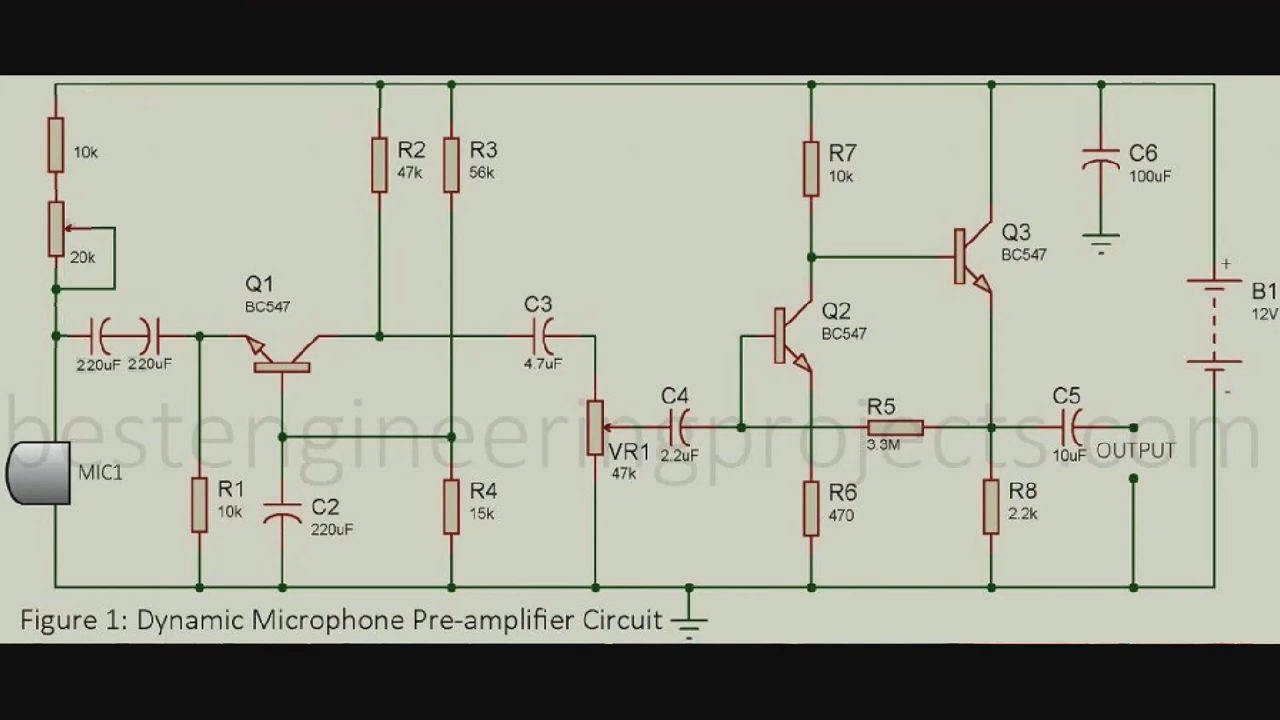 10k
20k
220uF 220uF
MIC1
Q1
BC547
R1
10k
C2
220uF
R2
47k
R3
56k
R4
15k
C3
4.7uF
VR1
47k
C4
2.2uF
R7
10k
Q2
BC547
R5
3.3M
R6
470
Q3
BC547
R8
2.2k
C5
10uF
OUTPUT
C6
100uF
+
B1
12V
-
bestengineeringprojects.com
Figure 1: Dynamic Microphone Pre-amplifier Circuit